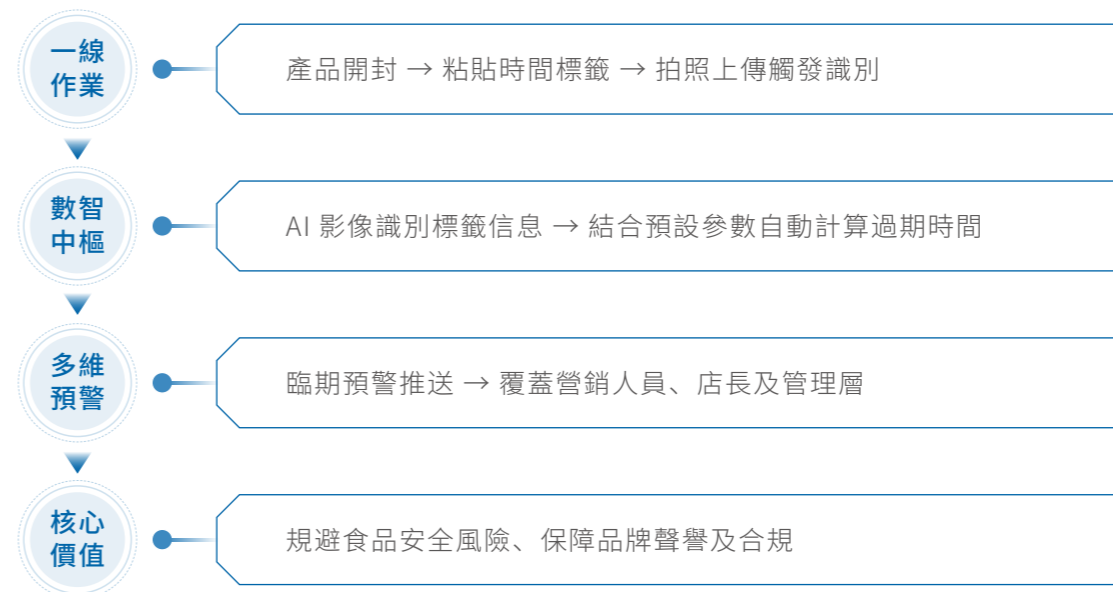 一線
作業
產品開封 → 粘貼時間標籤 → 拍照上傳觸發識別
數智
中樞
AI 影像識別標籤信息 → 結合預設參數自動計算過期時間
多維
預警
臨期預警推送 → 覆蓋營銷人員、店長及管理層
核心
價值
規避食品安全風險、保障品牌聲譽及合規